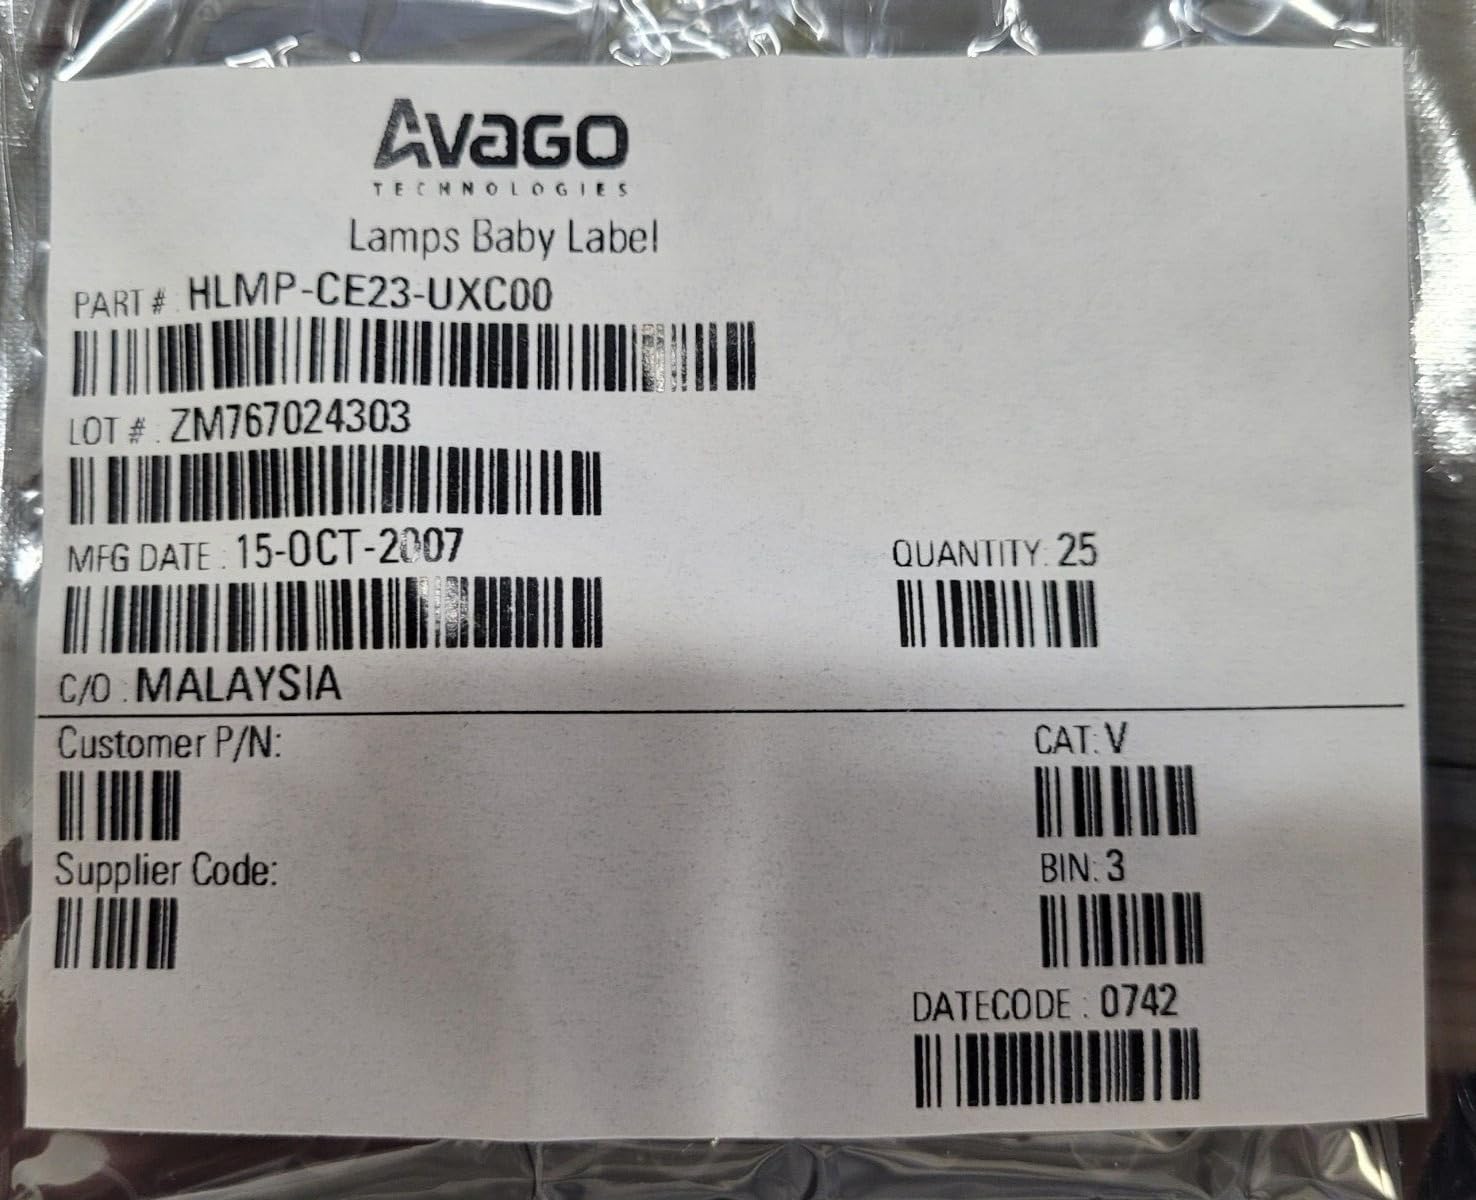 AVAGO
TECHNOLOGIES
Lamps Baby Label
PART # : HLMP-CE23-UXC00
LOT # : ZM767024303
MFG DATE : 15-OCT-2007
QUANTITY: 25
C/O : MALAYSIA
Customer P/N:
CAT: V
Supplier Code:
BIN: 3
DATECODE : 0742